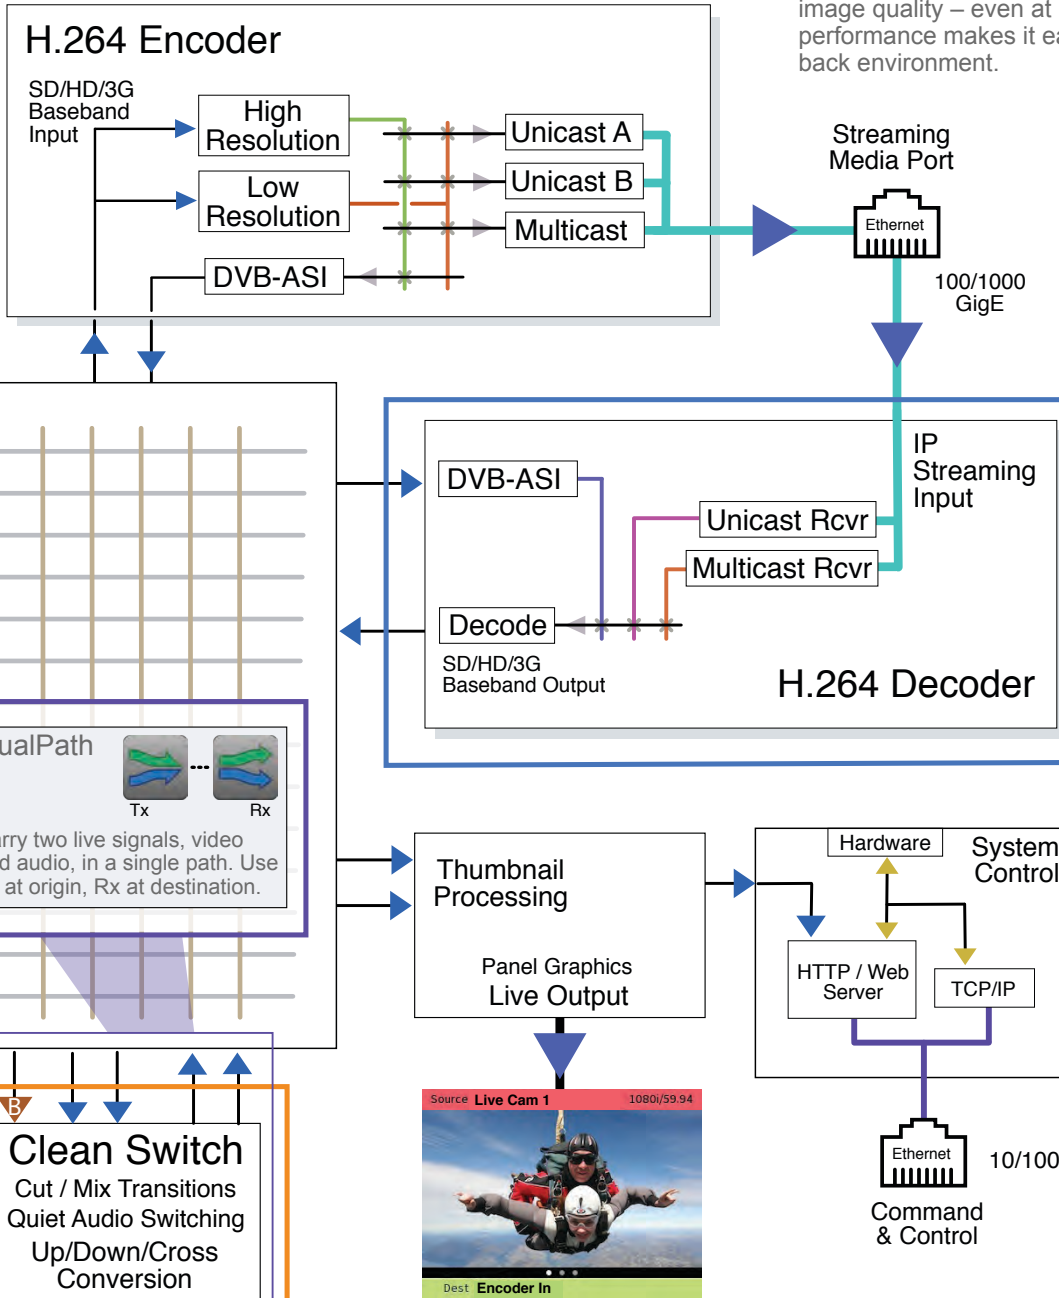 image quality – even at
performance makes it ea
back environment.
H.264 Encoder
SD/HD/3G
Baseband
Input
High
Resolution
Low
Resolution
DVB-ASI
Unicast A
Unicast B
Multicast
Streaming
Media Port
Ethernet
100/1000
GigE
DVB-ASI
IP
Streaming
Input
Unicast Rcvr
Multicast Rcvr
Decode
SD/HD/3G
Baseband Output
H.264 Decoder
ualPath
Tx
Rx
arry two live signals, video
d audio, in a single path. Use
at origin, Rx at destination.
Thumbnail
Processing
Panel Graphics
Live Output
Hardware
System
Control
HTTP / Web
Server
TCP/IP
Ethernet
10/100
Command
& Control
B
Clean Switch
Cut / Mix Transitions
Quiet Audio Switching
Up/Down/Cross
Conversion
Source Live Cam 1 1080i/59.94
Dest Encoder In